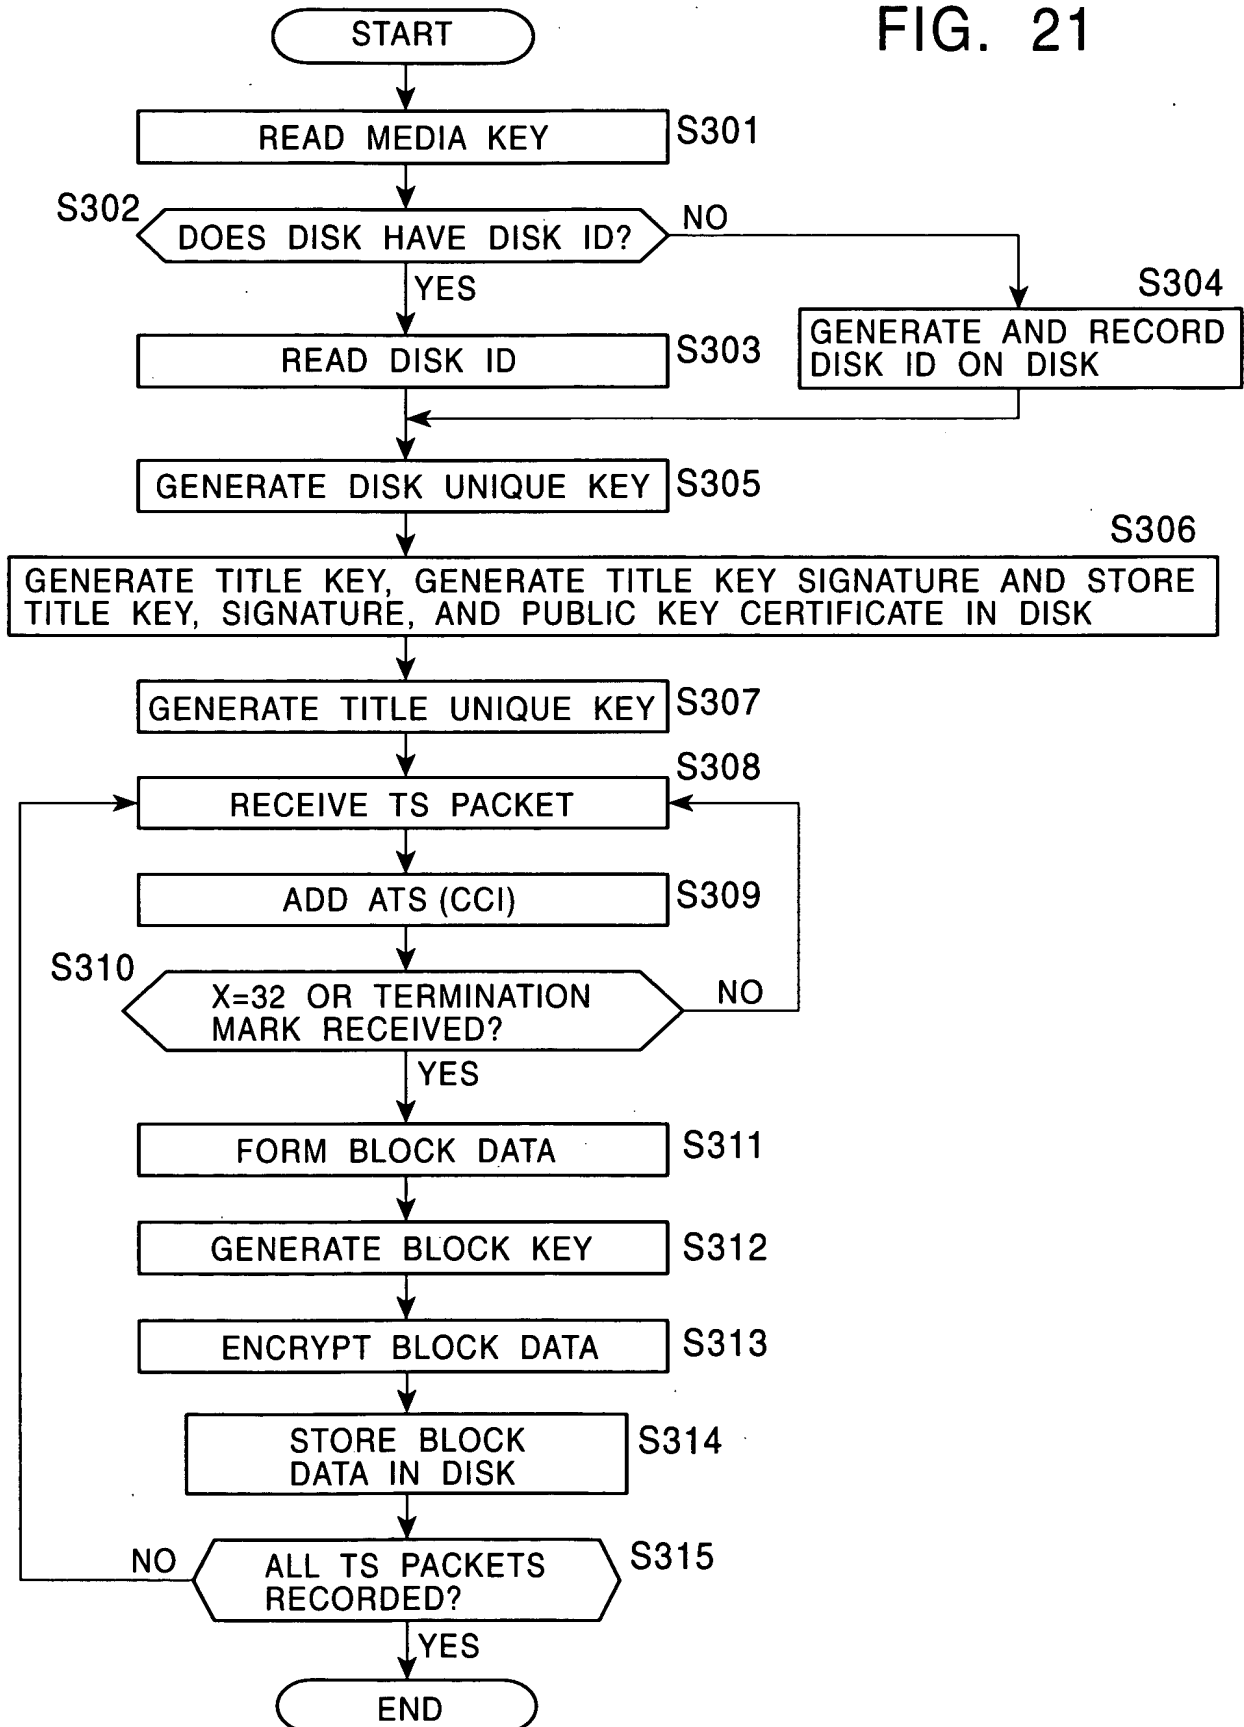 FIG. 21
START
READ MEDIA KEY
S301
S302
DOES DISK HAVE DISK ID?
NO
YES
S304
GENERATE AND RECORD
DISK ID ON DISK
READ DISK ID
S303
GENERATE DISK UNIQUE KEY
S305
S306
GENERATE TITLE KEY, GENERATE TITLE KEY SIGNATURE AND STORE
TITLE KEY, SIGNATURE, AND PUBLIC KEY CERTIFICATE IN DISK
GENERATE TITLE UNIQUE KEY
S307
S308
RECEIVE TS PACKET
ADD ATS (CCI)
S309
S310
X=32 OR TERMINATION
MARK RECEIVED?
NO
YES
FORM BLOCK DATA
S311
GENERATE BLOCK KEY
S312
ENCRYPT BLOCK DATA
S313
STORE BLOCK
DATA IN DISK
S314
NO
ALL TS PACKETS
RECORDED?
S315
YES
END